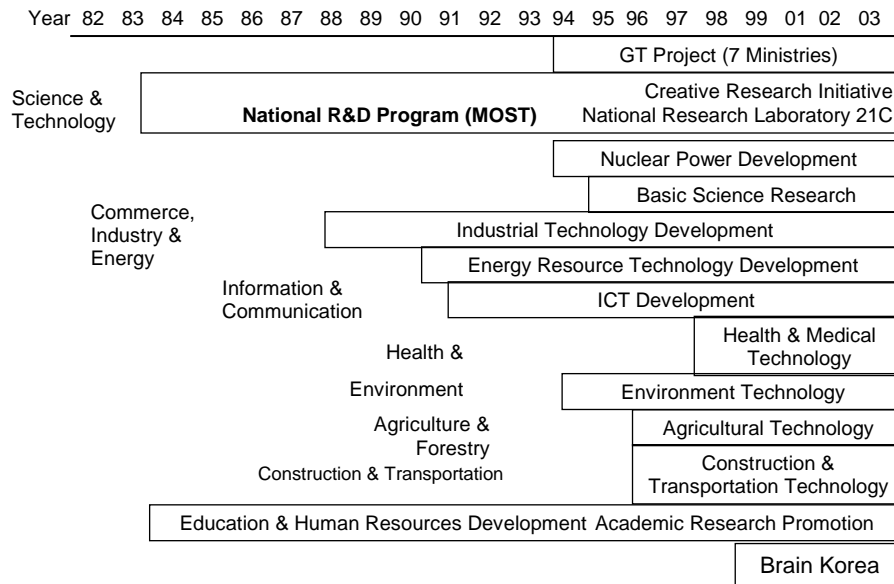 Year 82 83 84 85 86 87 88 89 90 91 92 93 94 95 96 98 99 01 02 03
GT Project (7 Ministries)
Science &
Technology
Creative Research Initiative
National R&D Program (MOST)
National Research Laboratory 21C
Nuclear Power Development
Basic Science Research
Commerce,
Industry &
Energy
Industrial Technology Development
Energy Resource Technology Development
Information &
Communication
ICT Development
Health &
Health & Medical
Technology
Environment
Environment Technology
Agriculture &
Forestry
Agricultural Technology
Construction & Transportation
Construction &
Transportation Technology
Education & Human Resources Development Academic Research Promotion
Brain Korea